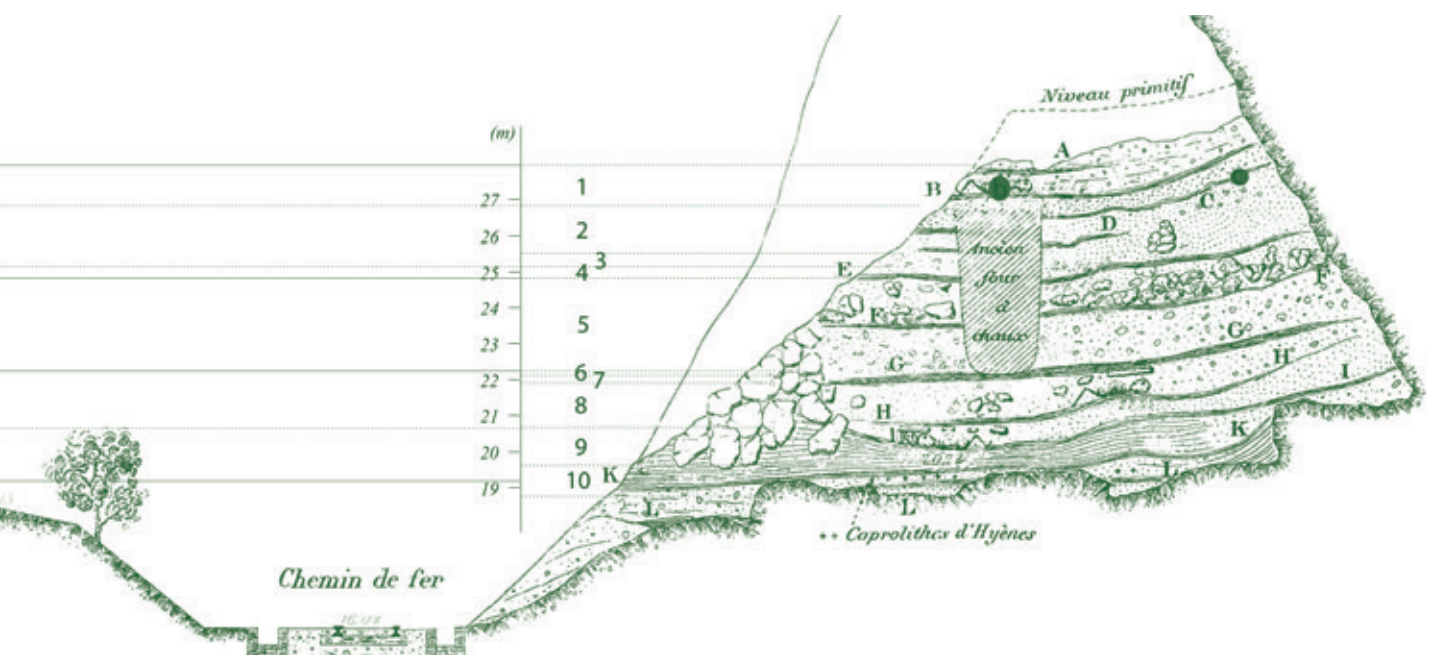 Niveau primitif
(m)
A
1
B
27
C
2
D
26
Ancien
four
à
chaux
3
E
4
25
F
24
F
5
23
G
G
6
22
7
H
I
8
21
H
K
9
20
K
10
L
19
L
L
++ Coprolithes d'Hyènes
Chemin de fer